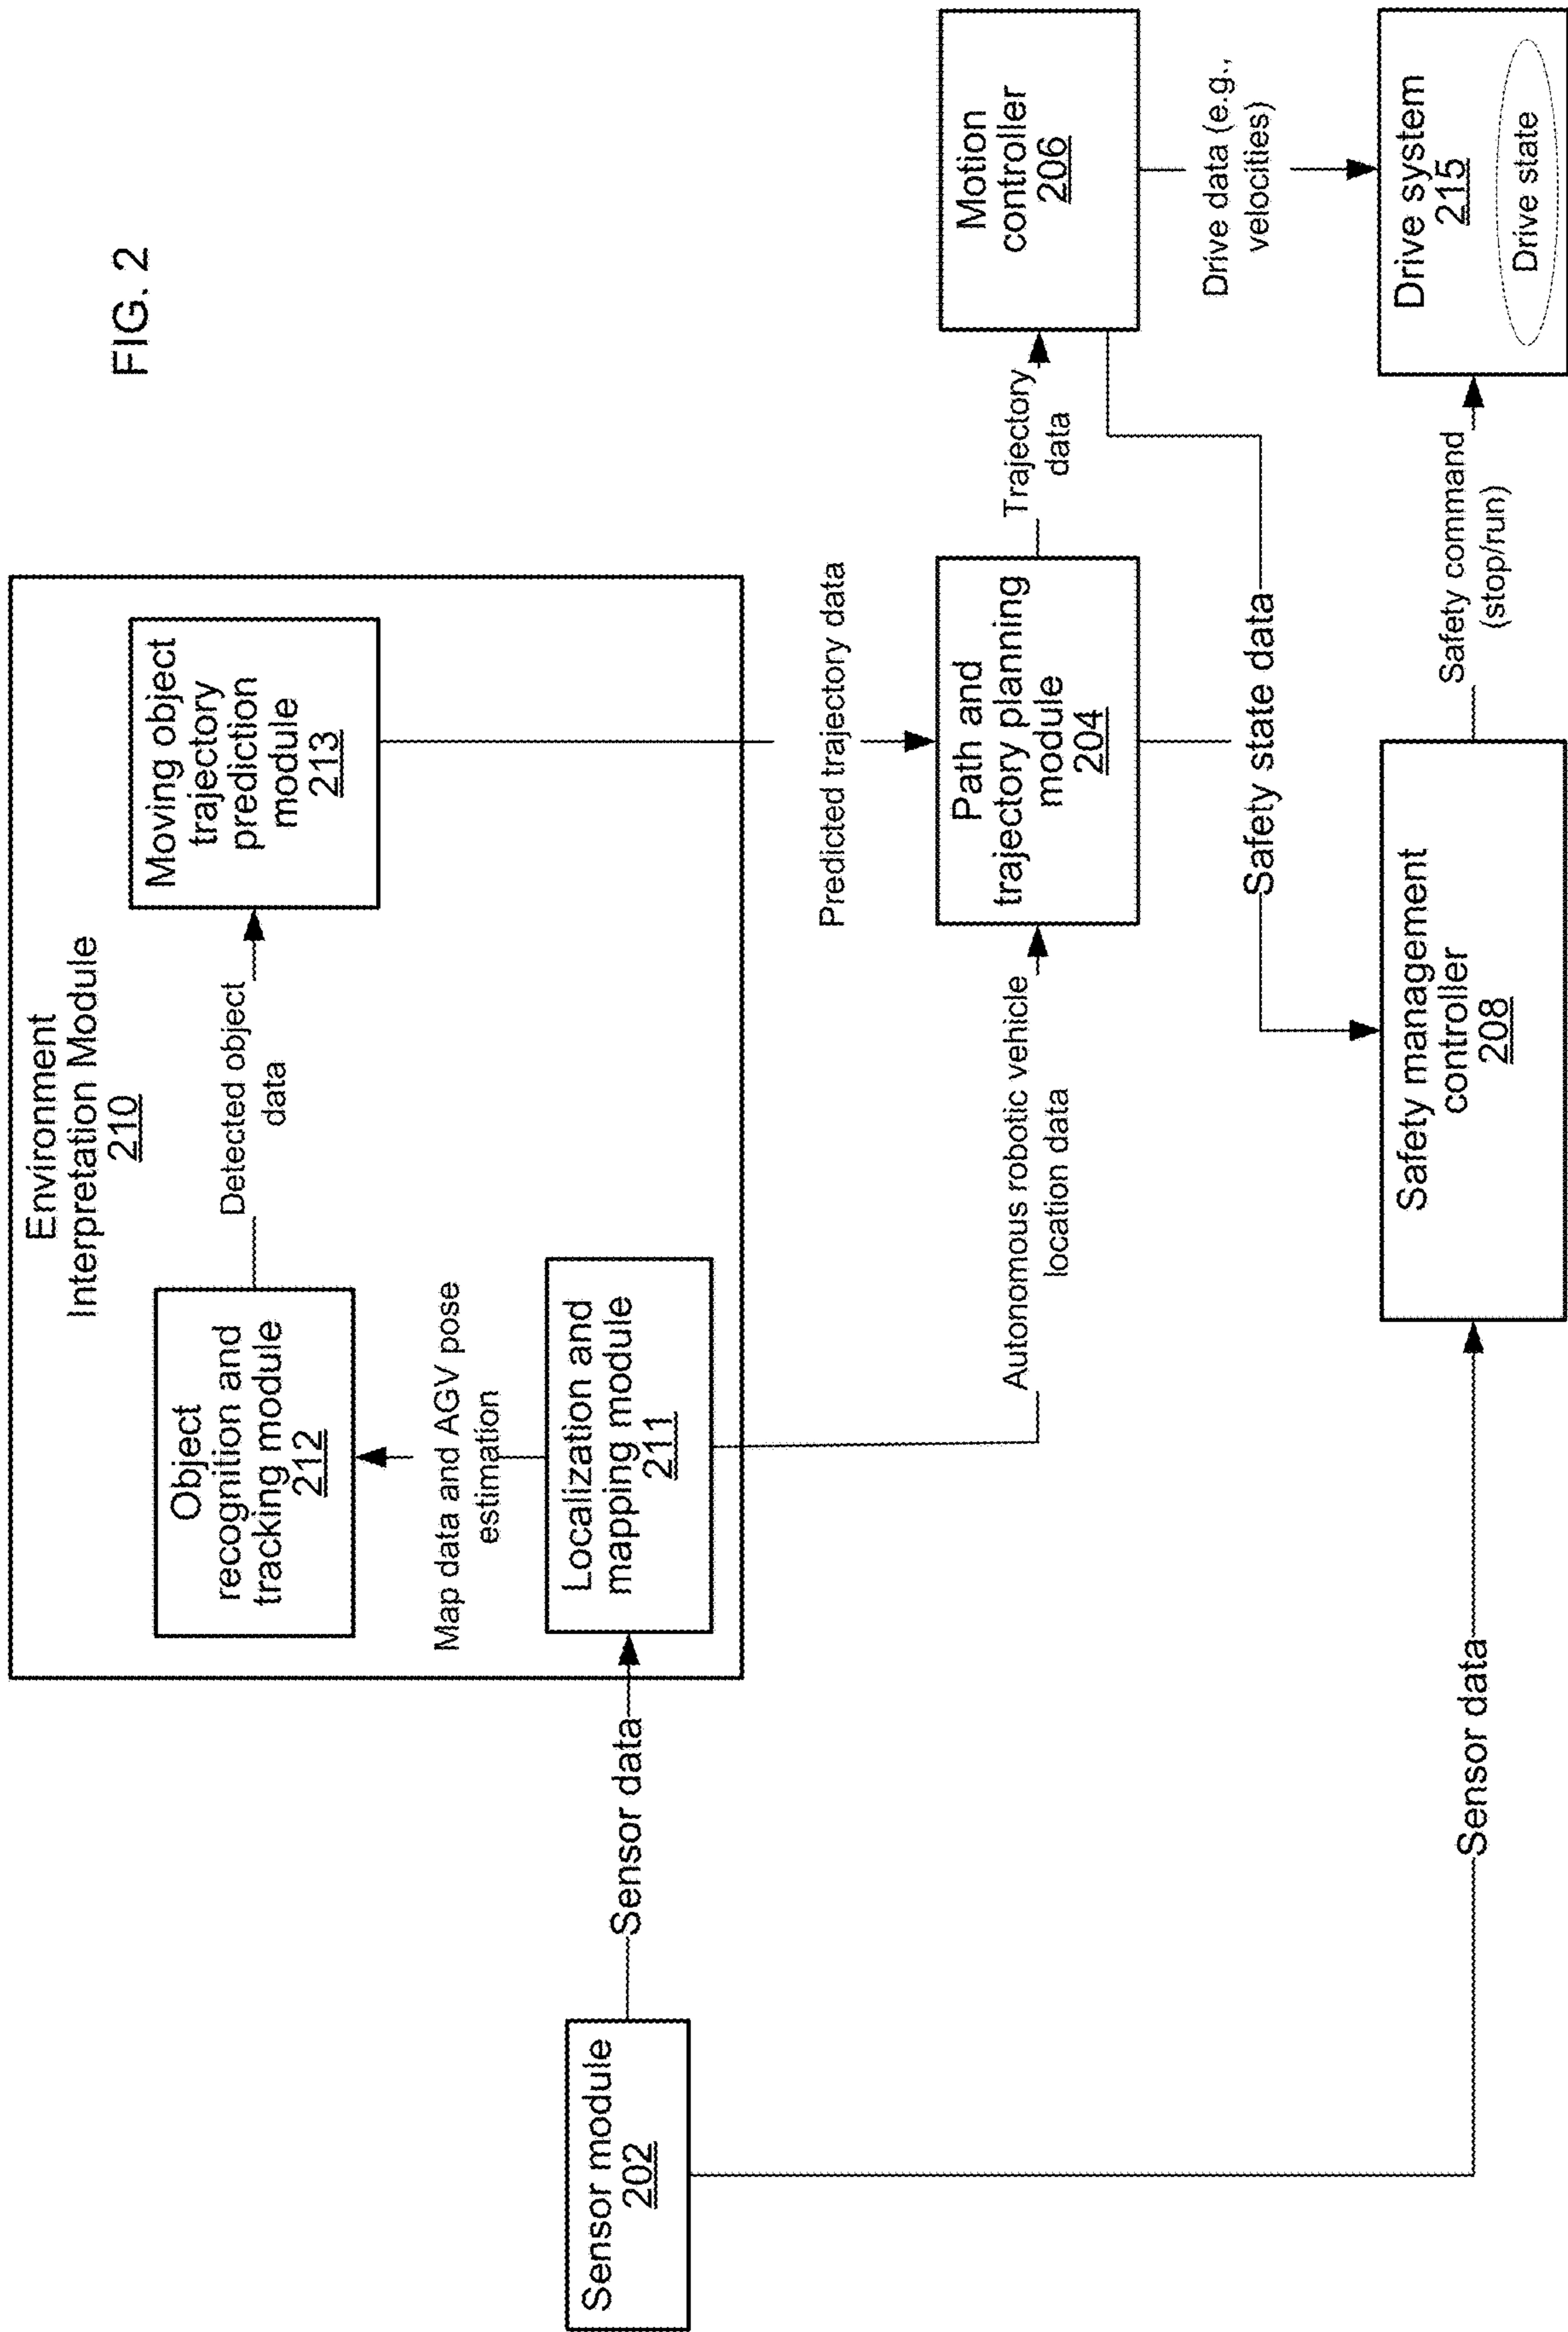 FIG. 2
Environment
Interpretation Module
210
Object
recognition and
tracking module
212
Detected object
data
Moving object
trajectory
prediction
module
213
Map data and AGV pose
estimation
Localization and
mapping module
211
Sensor module
202
Sensor data
Predicted trajectory data
Autonomous robotic vehicle
location data
Path and
trajectory planning
module
204
Trajectory
data
Motion
controller
206
Drive data (e.g.,
velocities)
Safety state data
Sensor data
Safety management
controller
208
Safety command
(stop/run)
Drive system
215
Drive state